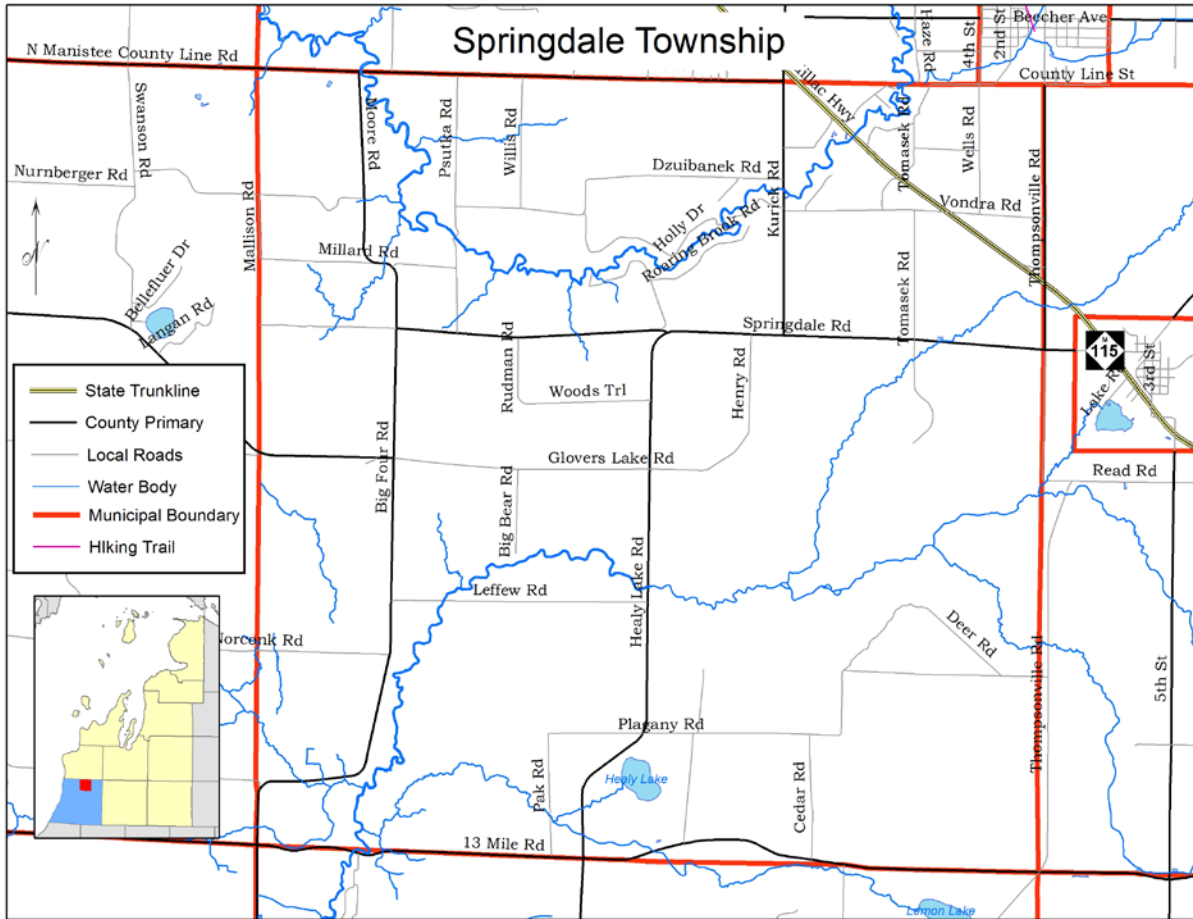 Springdale Township
Beecher Ave
Haze Rd
4th St
2nd St
N Manistee County Line Rd
County Line St
Swanson Rd
Moore Rd
Psutka Rd
Willis Rd
Hwy
Tomasek Rd
Wells Rd
Thompsonville Rd
Nurnberger Rd
Mallison Rd
Dzuibanek Rd
Kurick Rd
Vondra Rd
N
Holly Dr
Roaring Brook Rd
Millard Rd
Bellefluer Dr
Langan Rd
Tomasek Rd
Springdale Rd
M
115
3rd St
Rudman Rd
Henry Rd
State Trunkline
County Primary
Local Roads
Water Body
Municipal Boundary
HIking Trail
Woods Trl
Lake
Big Four Rd
Glovers Lake Rd
Read Rd
Big Bear Rd
Healy Lake Rd
Leffew Rd
Norconk Rd
Deer Rd
Thompsonville Rd
5th St
Plagany Rd
Pak Rd
Healy Lake
Cedar Rd
13 Mile Rd
Lemon Lake